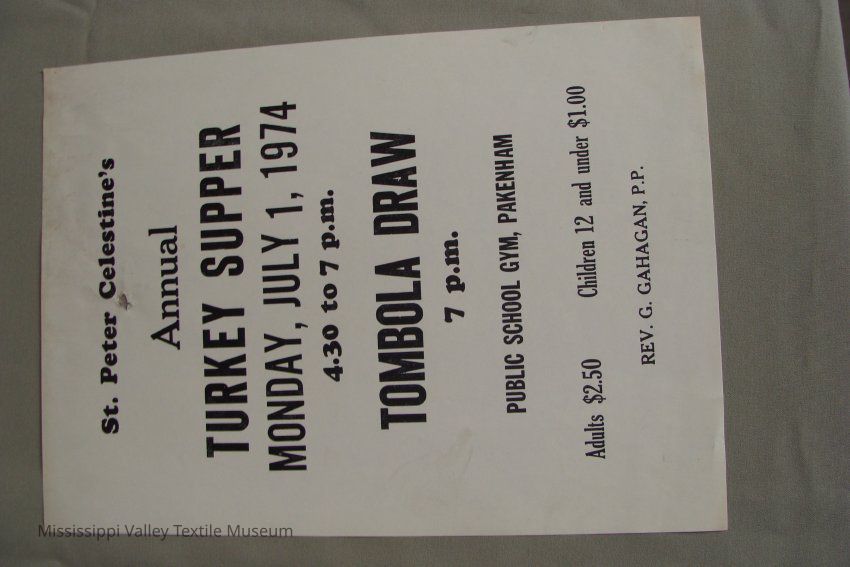 St. Peter Celestine's
Annual
TURKEY SUPPER
MONDAY, JULY 1, 1974
4.30 to 7 p.m.
TOMBOLA DRAW
7 p.m.
PUBLIC SCHOOL GYM, PAKENHAM
Adults $2.50 Children 12 and under $1.00
REV. G. GAHAGAN, P.P.
Mississippi Valley Textile Museum